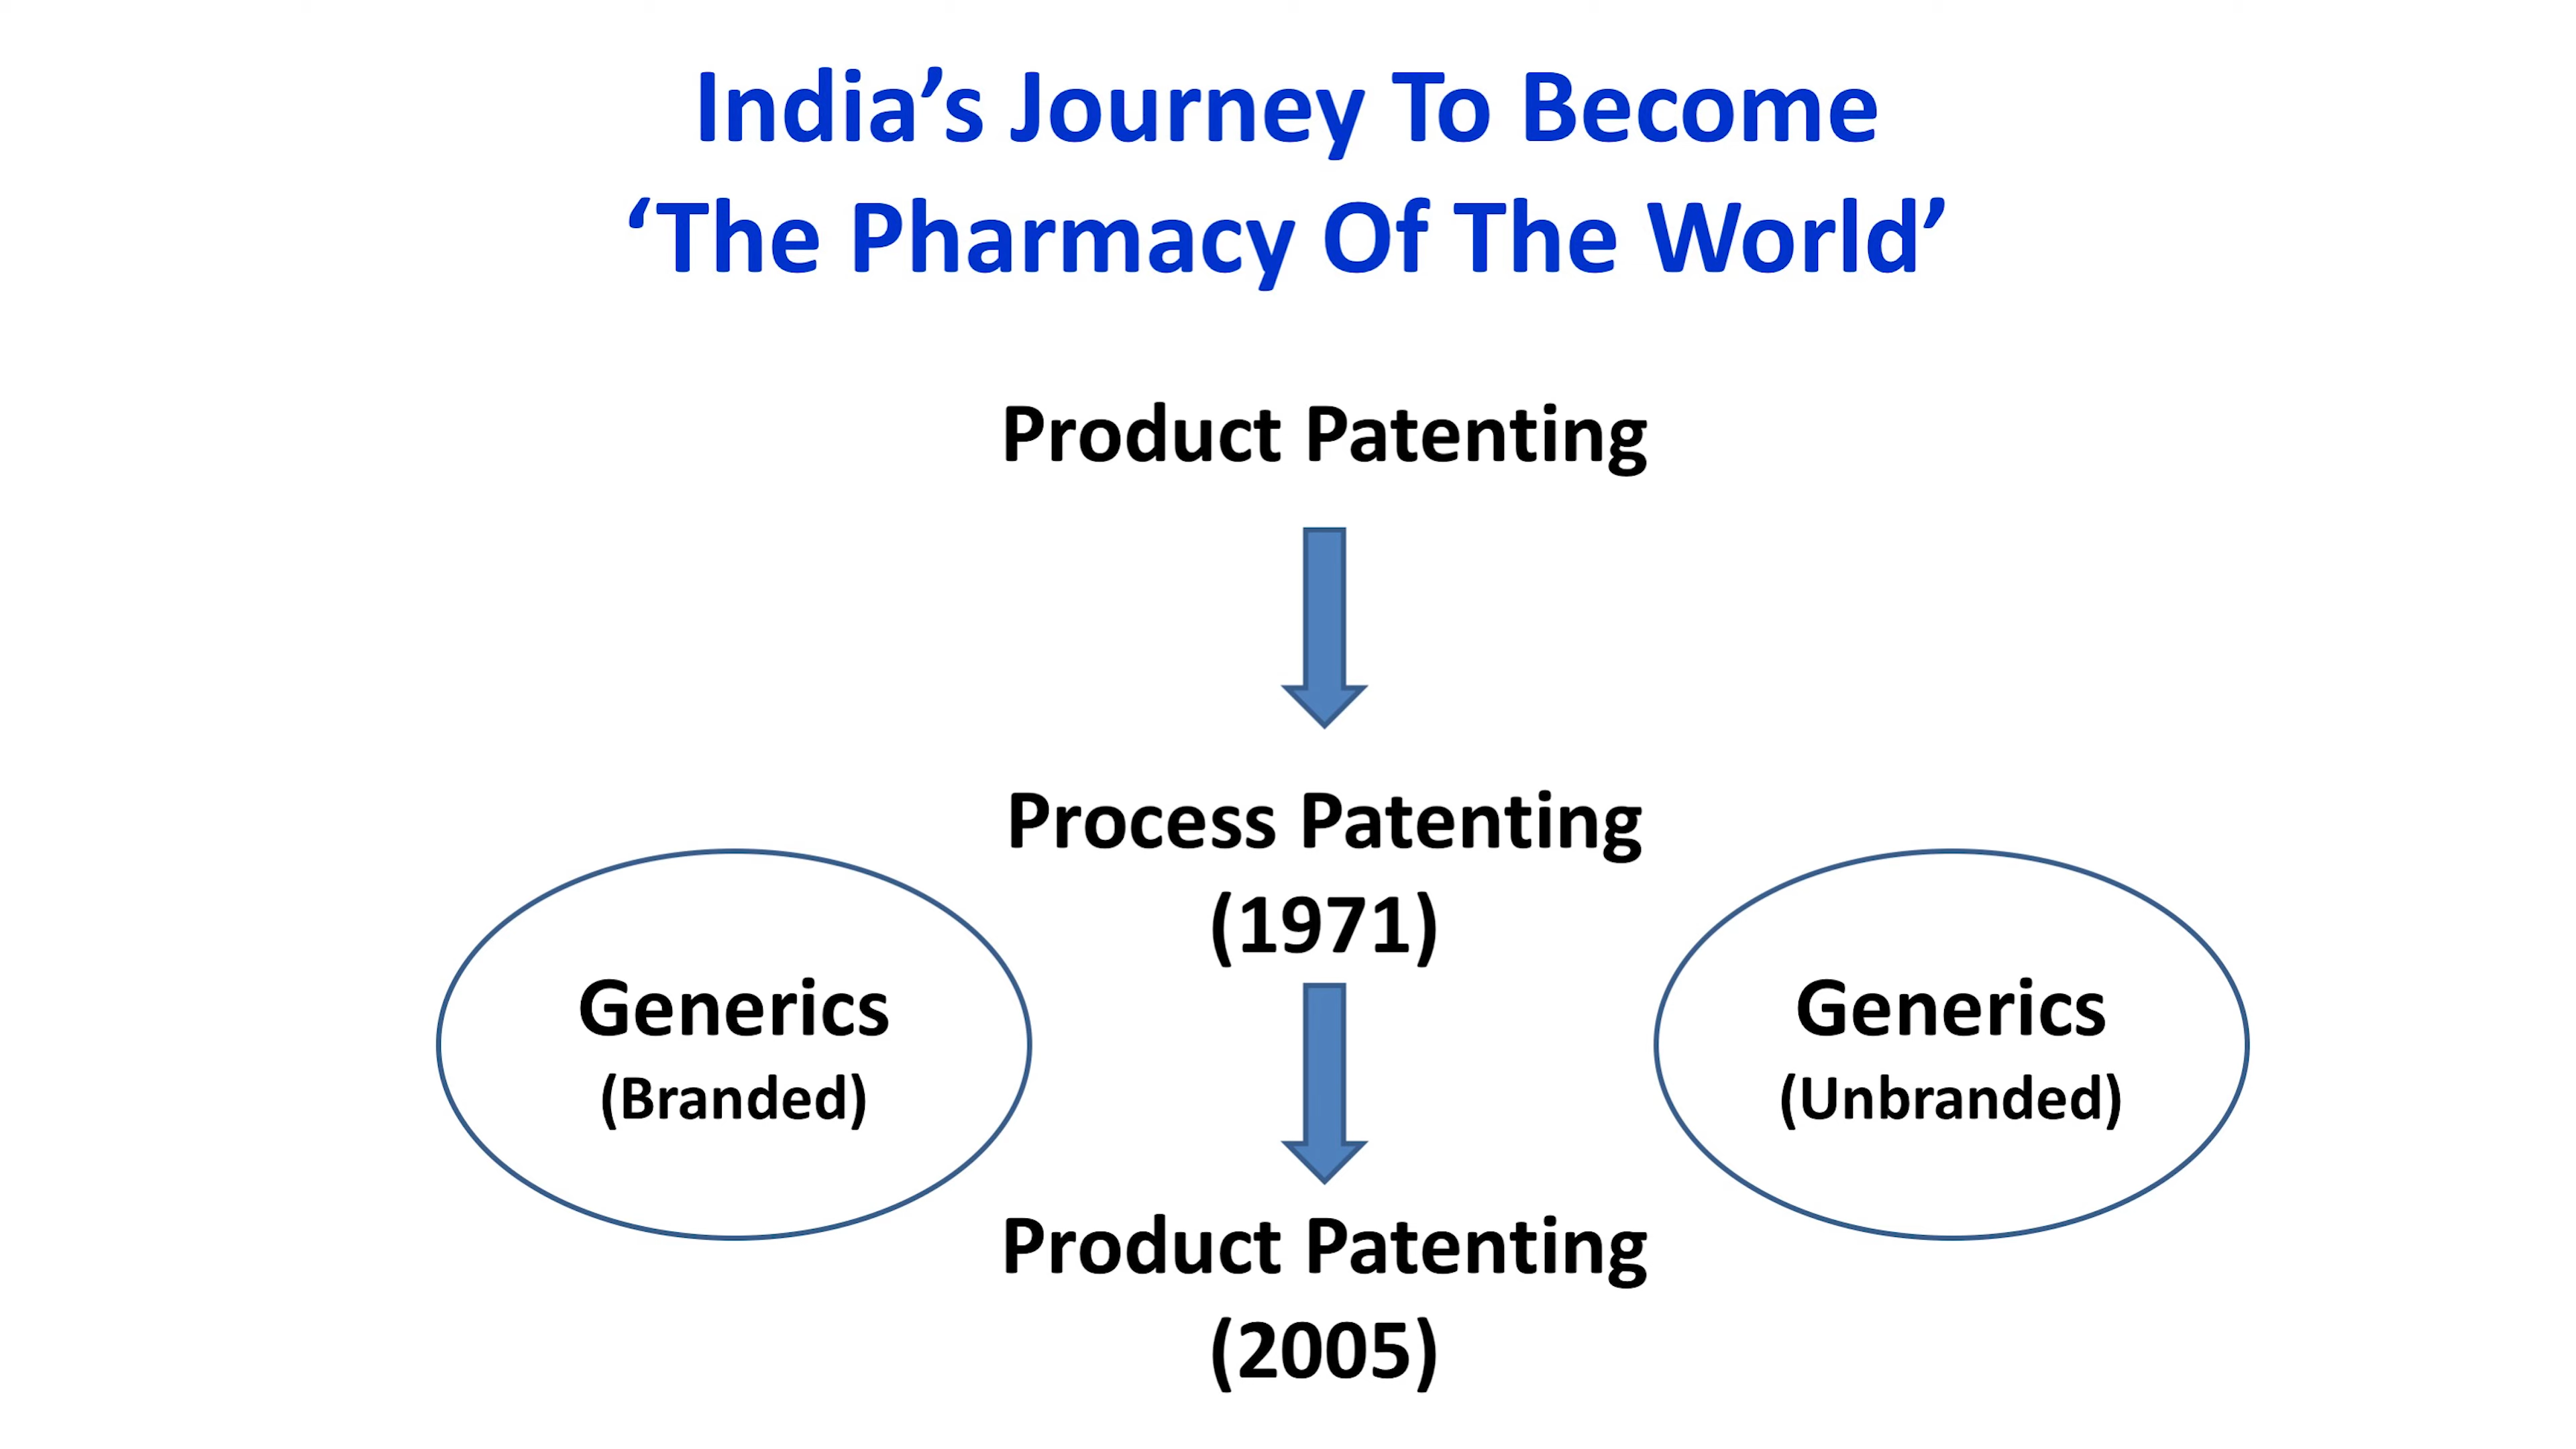 India’s Journey To Become
‘The Pharmacy Of The World’
Product Patenting
Process Patenting
(1971)
Generics
(Branded)
Generics
(Unbranded)
Product Patenting
(2005)